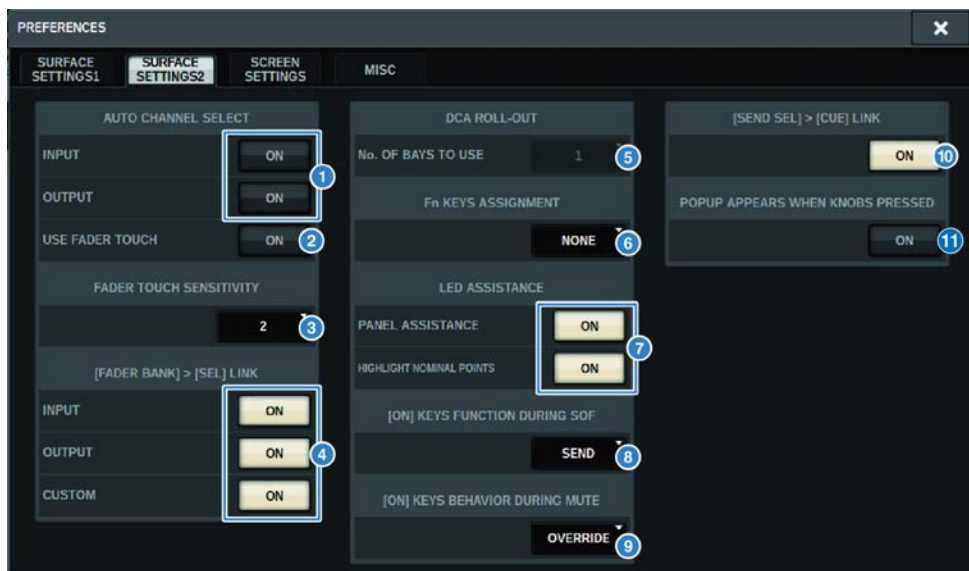 PREFERENCES
SURFACE SETTINGS1
SURFACE SETTINGS2
SCREEN SETTINGS
MISC
AUTO CHANNEL SELECT
INPUT ON
1
OUTPUT ON
USE FADER TOUCH ON 2
FADER TOUCH SENSITIVITY
2 3
[FADER BANK] > [SEL] LINK
INPUT ON
OUTPUT ON 4
CUSTOM ON
DCA ROLL-OUT
No. OF BAYS TO USE 1 5
Fn KEYS ASSIGNMENT
NONE 6
LED ASSISTANCE
PANEL ASSISTANCE ON
7
HIGHLIGHT NOMINAL POINTS ON
[ON] KEYS FUNCTION DURING SOF
SEND 8
[ON] KEYS BEHAVIOR DURING MUTE
OVERRIDE 9
[SEND SEL] > [CUE] LINK
ON 10
POPUP APPEARS WHEN KNOBS PRESSED
ON 11